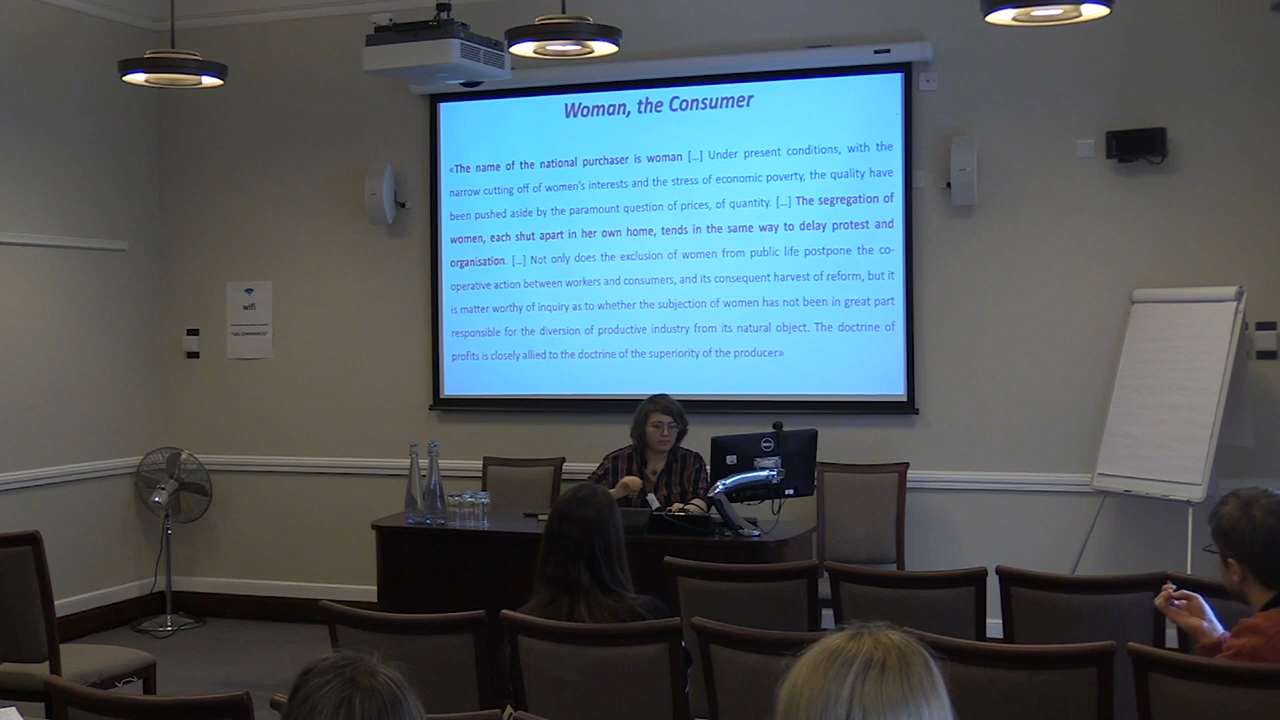 Woman, the Consumer
«The name of the national purchaser is woman [...] Under present conditions, with the
narrow cutting off of women's interests and the stress of economic poverty, the quality have
been pushed aside by the paramount question of prices, of quantity. [...] The segregation of
women, each shut apart in her own home, tends in the same way to delay protest and
organisation. [...] Not only does the exclusion of women from public life postpone the co-
operative action between workers and consumers, and its consequent harvest of reform, but it
is matter worthy of inquiry as to whether the subjection of women has not been in great part
responsible for the diversion of productive industry from its natural object. The doctrine of
profits is closely allied to the doctrine of the superiority of the producer»
wifi
DELL